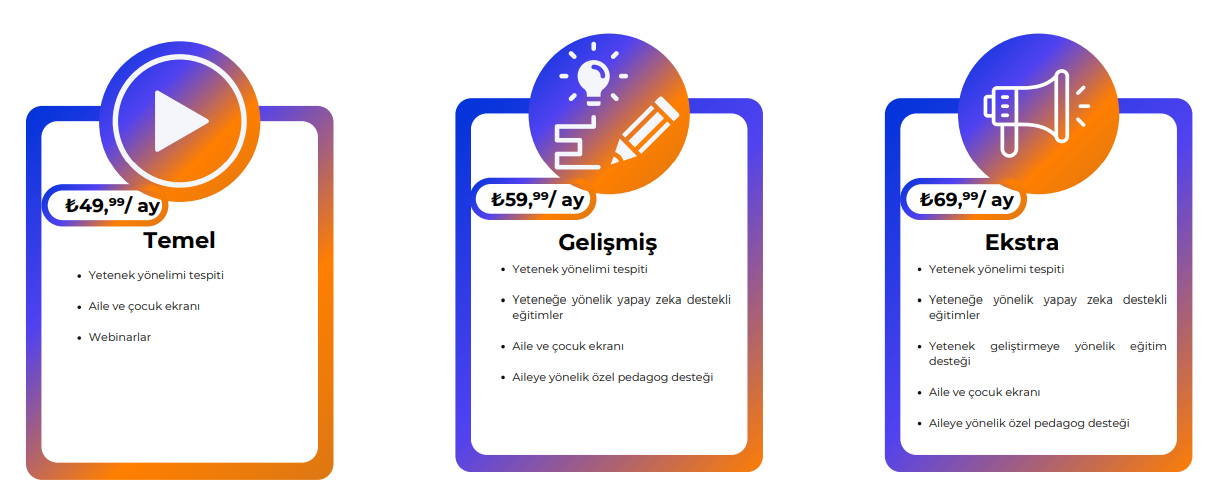 ₺49,⁹⁹/ ay
Temel
• Yetenek yönelimi tespiti
• Aile ve çocuk ekranı
• Webinarlar
₺59,⁹⁹/ ay
Gelişmiş
• Yetenek yönelimi tespiti
• Yeteneğe yönelik yapay zeka destekli
eğitimler
• Aile ve çocuk ekranı
• Aileye yönelik özel pedagog desteği
₺69,⁹⁹/ ay
Ekstra
• Yetenek yönelimi tespiti
• Yeteneğe yönelik yapay zeka destekli
eğitimler
• Yetenek geliştirmeye yönelik eğitim
desteği
• Aile ve çocuk ekranı
• Aileye yönelik özel pedagog desteği